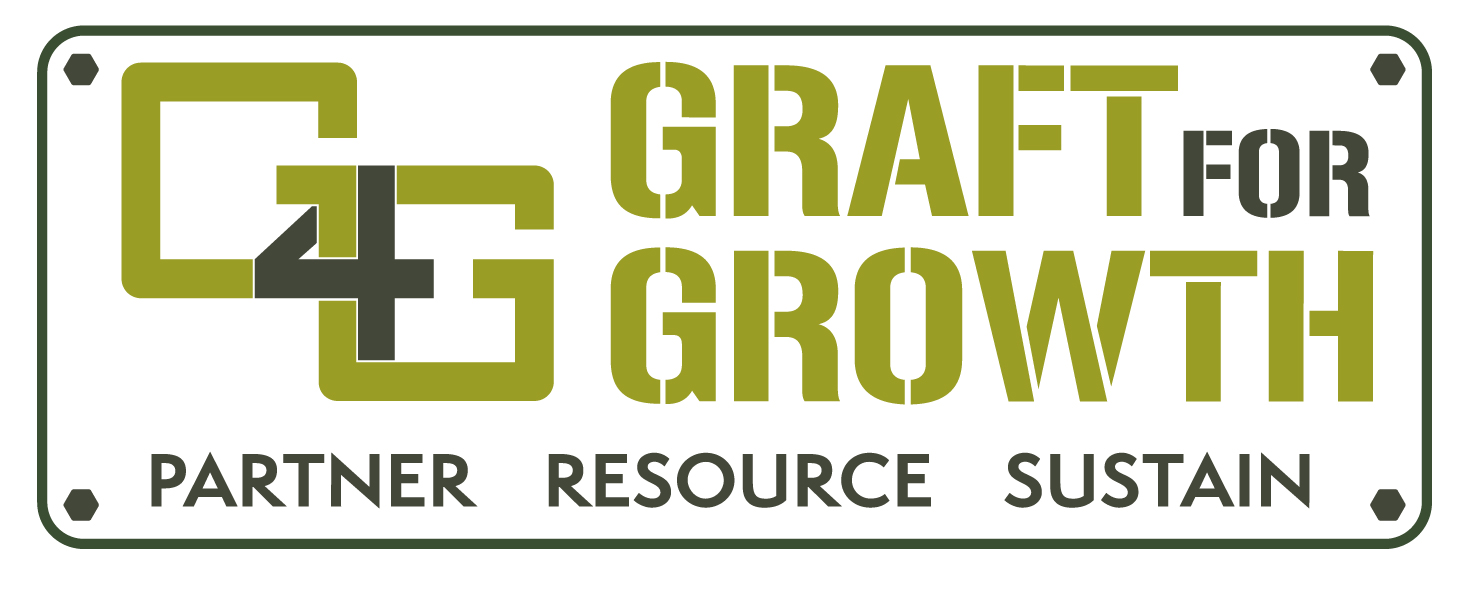 G4G
GRAFT FOR
GROWTH
PARTNER RESOURCE SUSTAIN